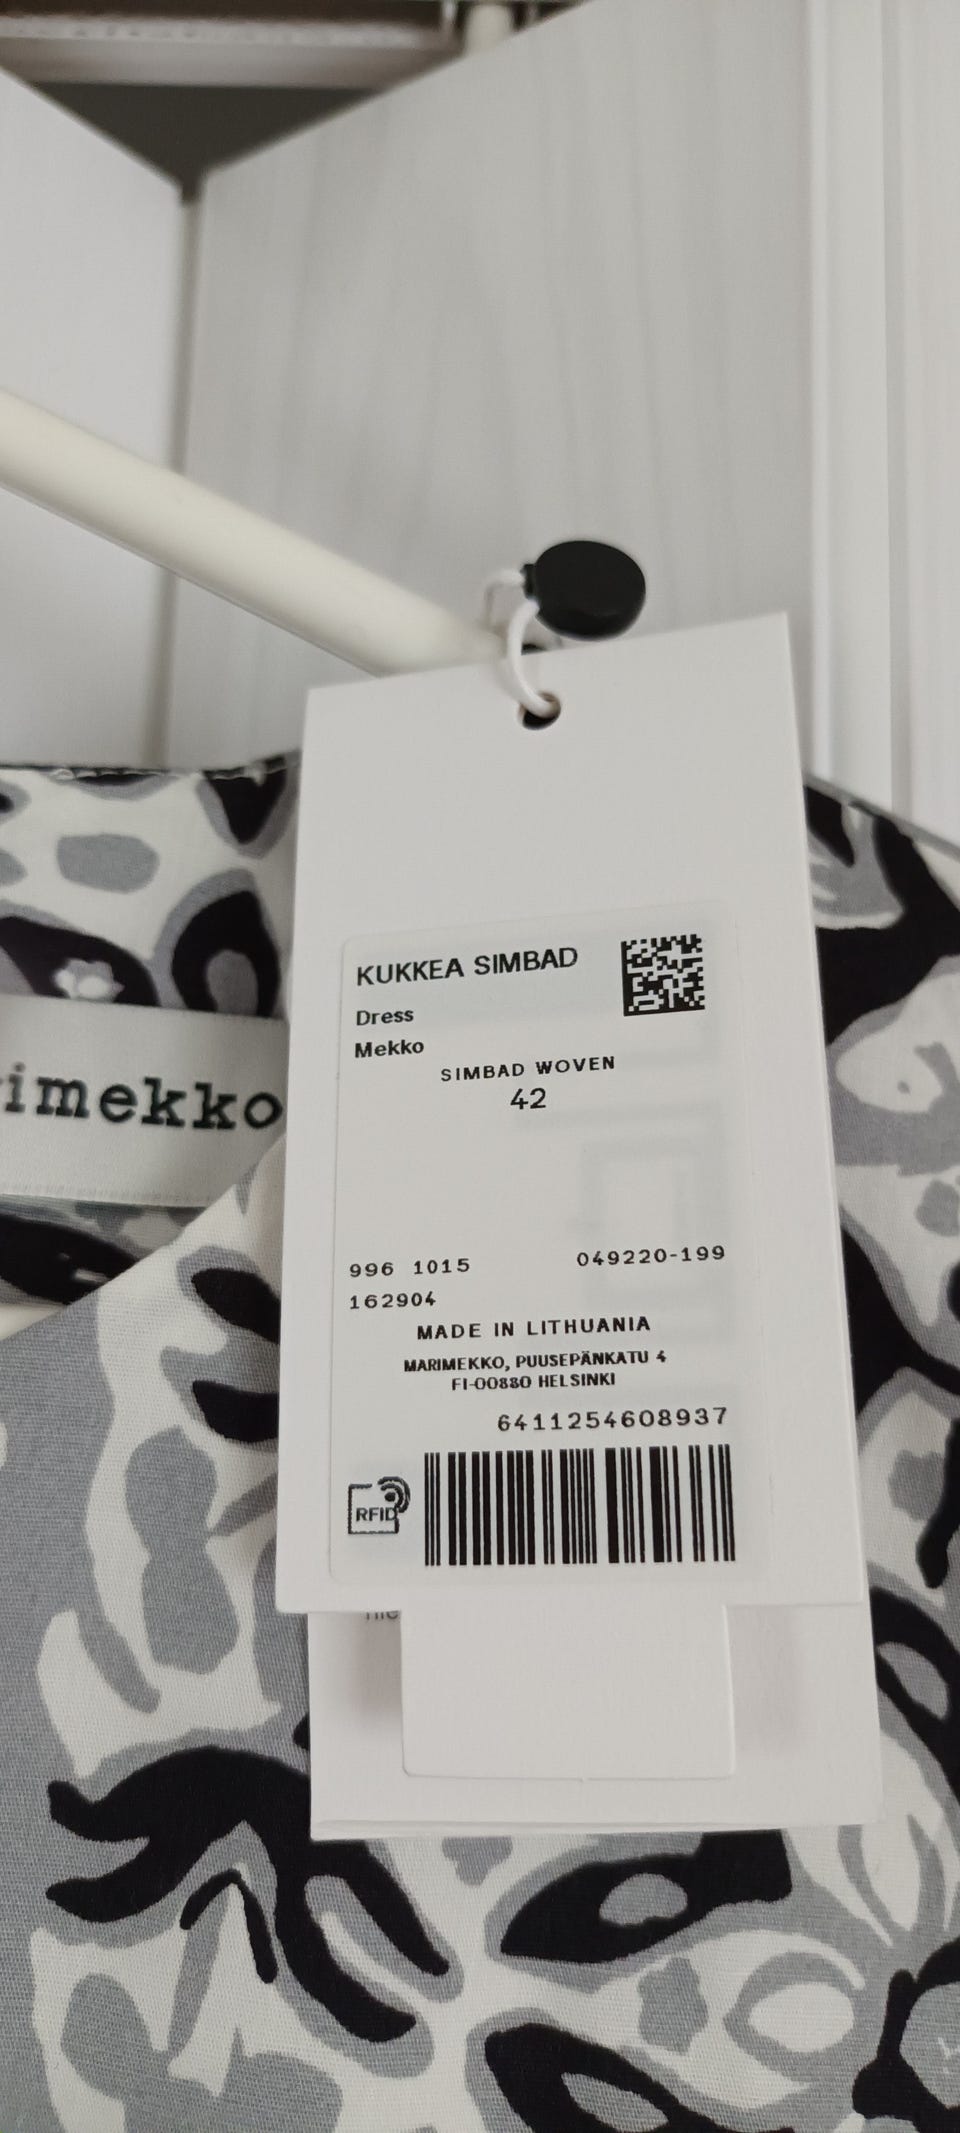 KUKKEA SIMBAD
Dress
Mekko
SIMBAD WOVEN
42
imekko
996 1015 049220-199
162904
MADE IN LITHUANIA
MARIMEKKO, PUUSEPÄNKATU 4
FI-00880 HELSINKI
6411254608937
RFID